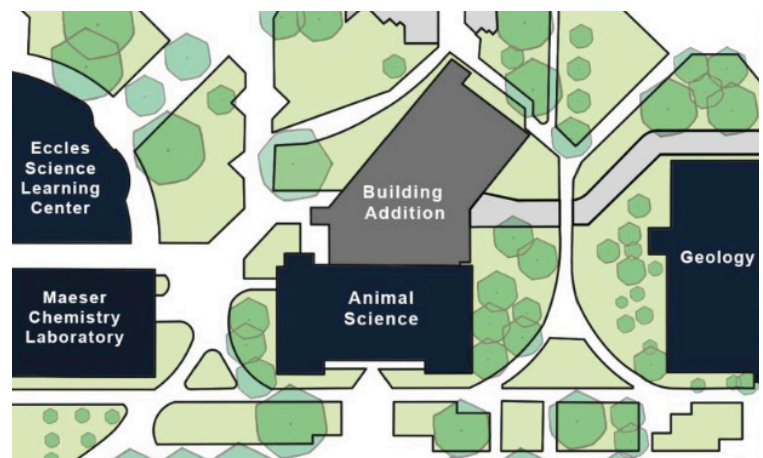 Eccles
Science
Learning
Center
Building
Addition
Geology
Maeser
Chemistry
Laboratory
Animal
Science